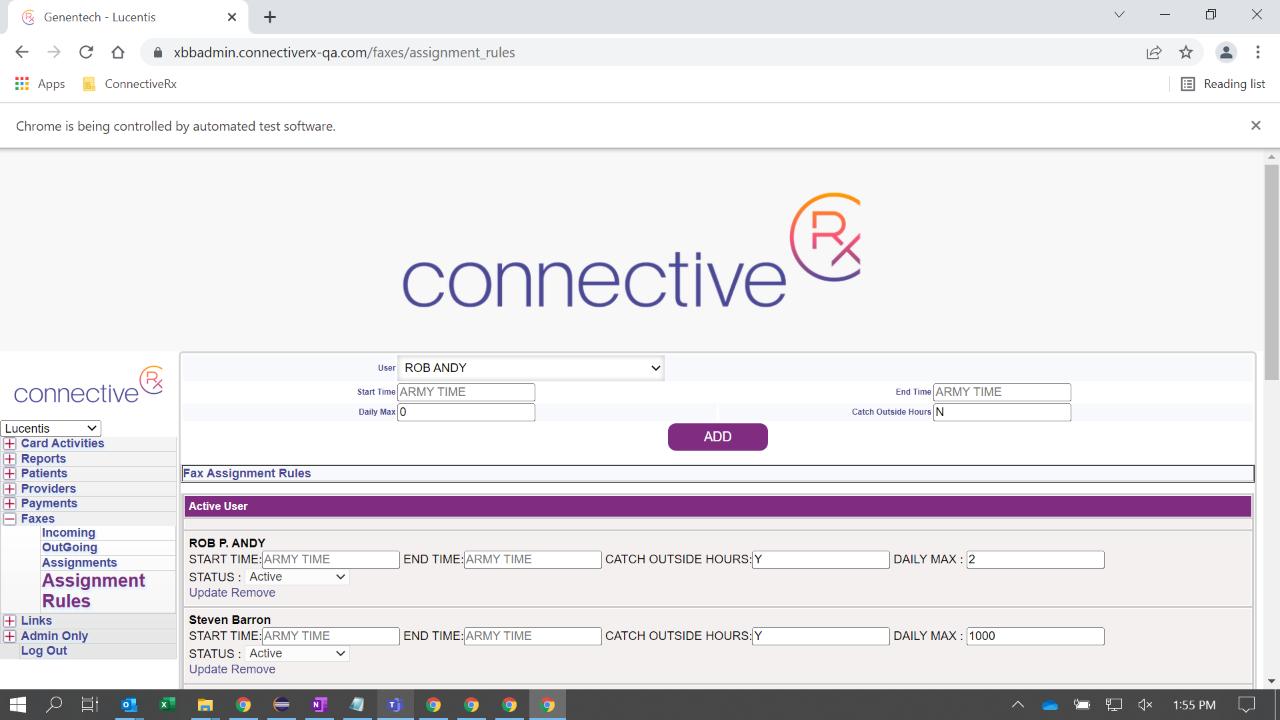 Genentech - Lucentis
xbbadmin.connectiverx-qa.com/faxes/assignment_rules
Apps ConnectiveRx Reading list
Chrome is being controlled by automated test software.
connective Rx
connective Rx
Lucentis
Card Activities
Reports
Patients
Providers
Payments
Faxes
Incoming
OutGoing
Assignments
Assignment
Rules
Links
Admin Only
Log Out
User ROB ANDY
Start Time ARMY TIME End Time ARMY TIME
Daily Max 0 Catch Outside Hours N
ADD
Fax Assignment Rules
Active User
ROB P. ANDY
START TIME: ARMY TIME END TIME: ARMY TIME CATCH OUTSIDE HOURS: Y DAILY MAX : 2
STATUS : Active
Update Remove
Steven Barron
START TIME: ARMY TIME END TIME: ARMY TIME CATCH OUTSIDE HOURS: Y DAILY MAX : 1000
STATUS : Active
Update Remove
1:55 PM